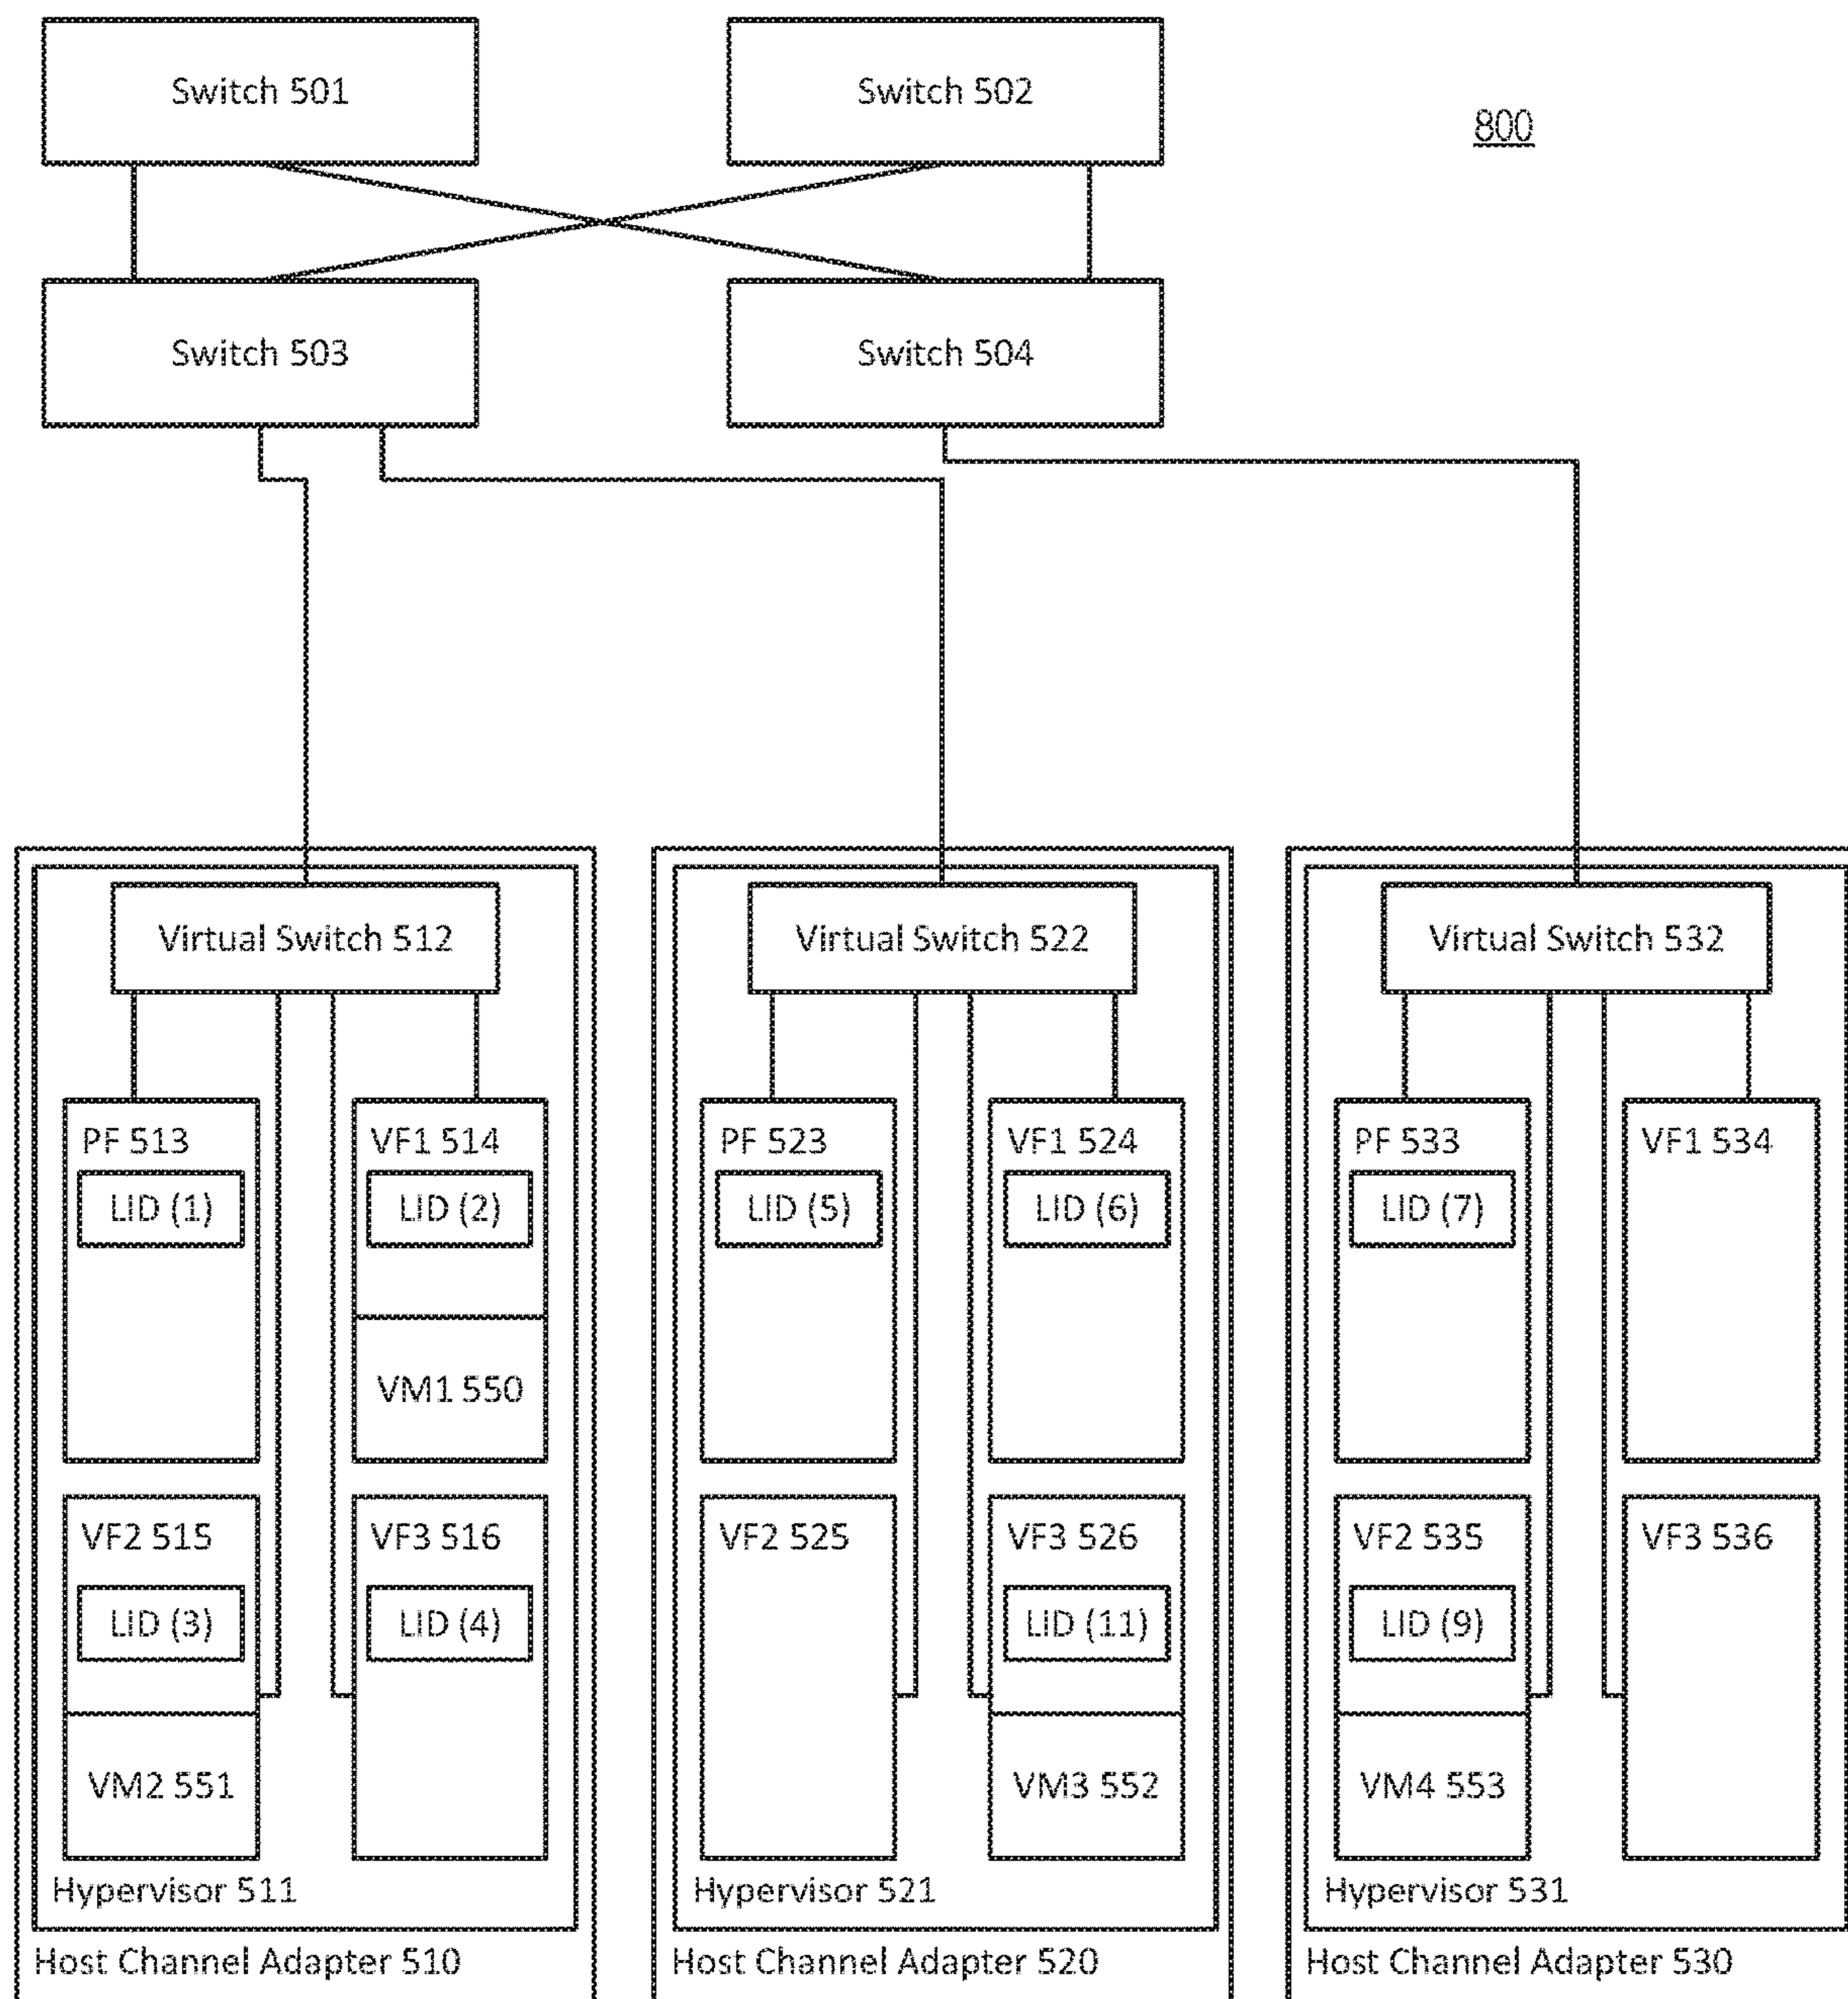 Switch 501
Switch 502
800
Switch 503
Switch 504
Virtual Switch 512
PF 513
LID (1)
VF1 514
LID (2)
VM1 550
VF2 515
LID (3)
VM2 551
VF3 516
LID (4)
Hypervisor 511
Host Channel Adapter 510
Virtual Switch 522
PF 523
LID (5)
VF1 524
LID (6)
VF2 525
VF3 526
LID (11)
VM3 552
Hypervisor 521
Host Channel Adapter 520
Virtual Switch 532
PF 533
LID (7)
VF1 534
VF2 535
LID (9)
VM4 553
VF3 536
Hypervisor 531
Host Channel Adapter 530